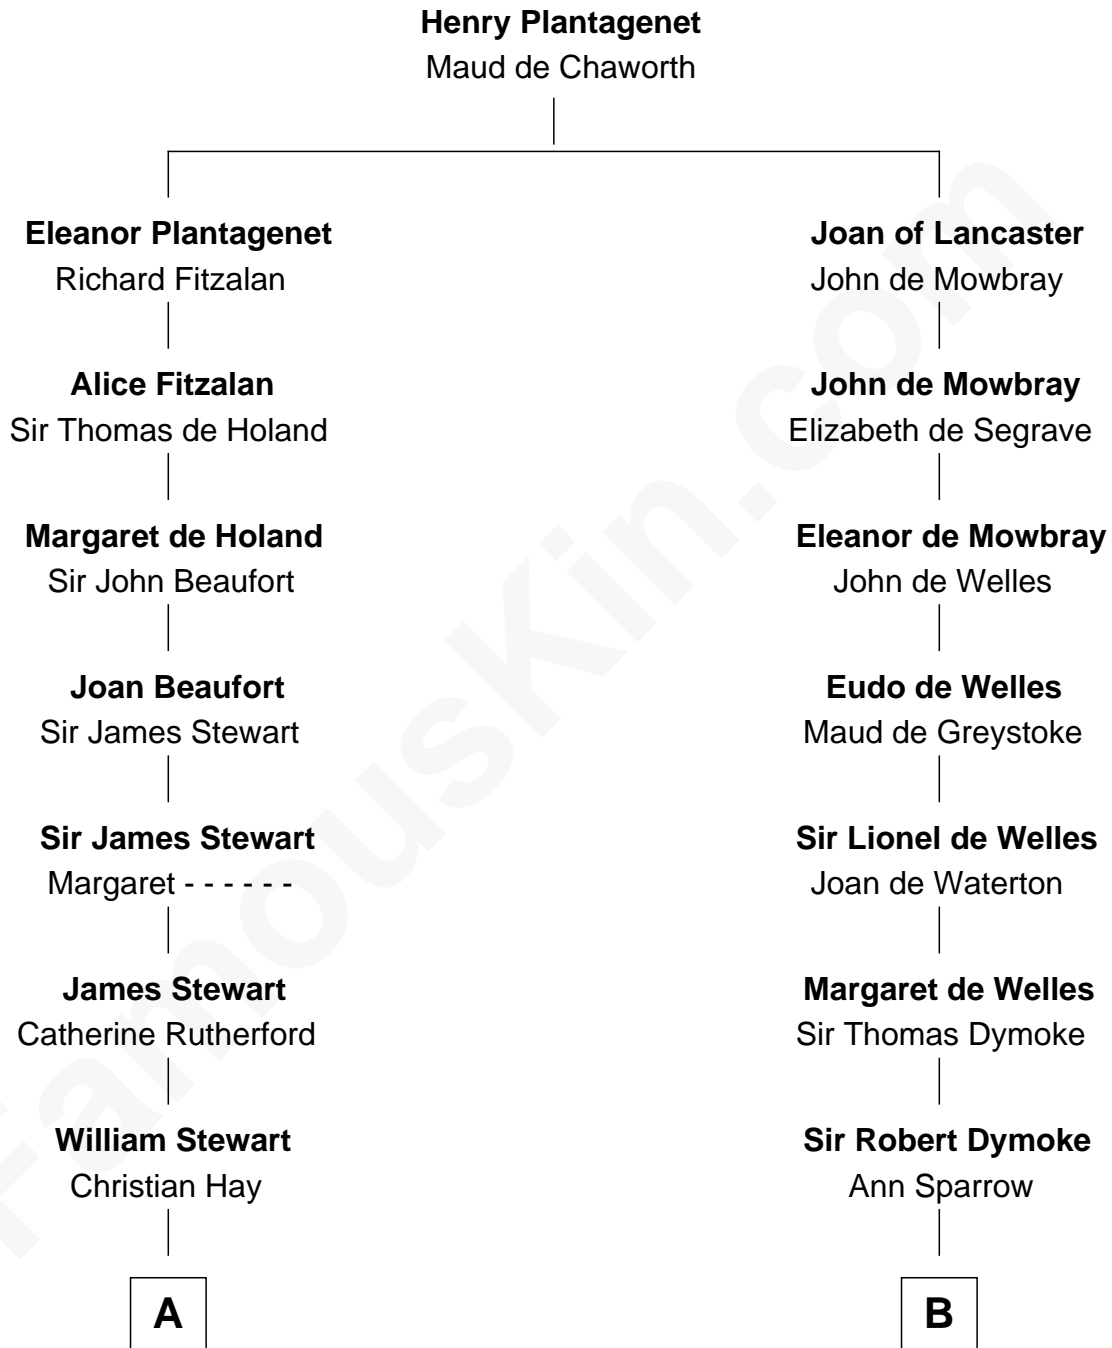 Henry Plantagenet
Maud de Chaworth
Eleanor Plantagenet
Richard Fitzalan
Joan of Lancaster
John de Mowbray
Alice Fitzalan
Sir Thomas de Holand
John de Mowbray
Elizabeth de Segrave
Margaret de Holand
Sir John Beaufort
Eleanor de Mowbray
John de Welles
Joan Beaufort
Sir James Stewart
Eudo de Welles
Maud de Greystoke
Sir James Stewart
Margaret - - - - - -
Sir Lionel de Welles
Joan de Waterton
James Stewart
Catherine Rutherford
Margaret de Welles
Sir Thomas Dymoke
William Stewart
Christian Hay
Sir Robert Dymoke
Ann Sparrow
A
B
FamousKin.com